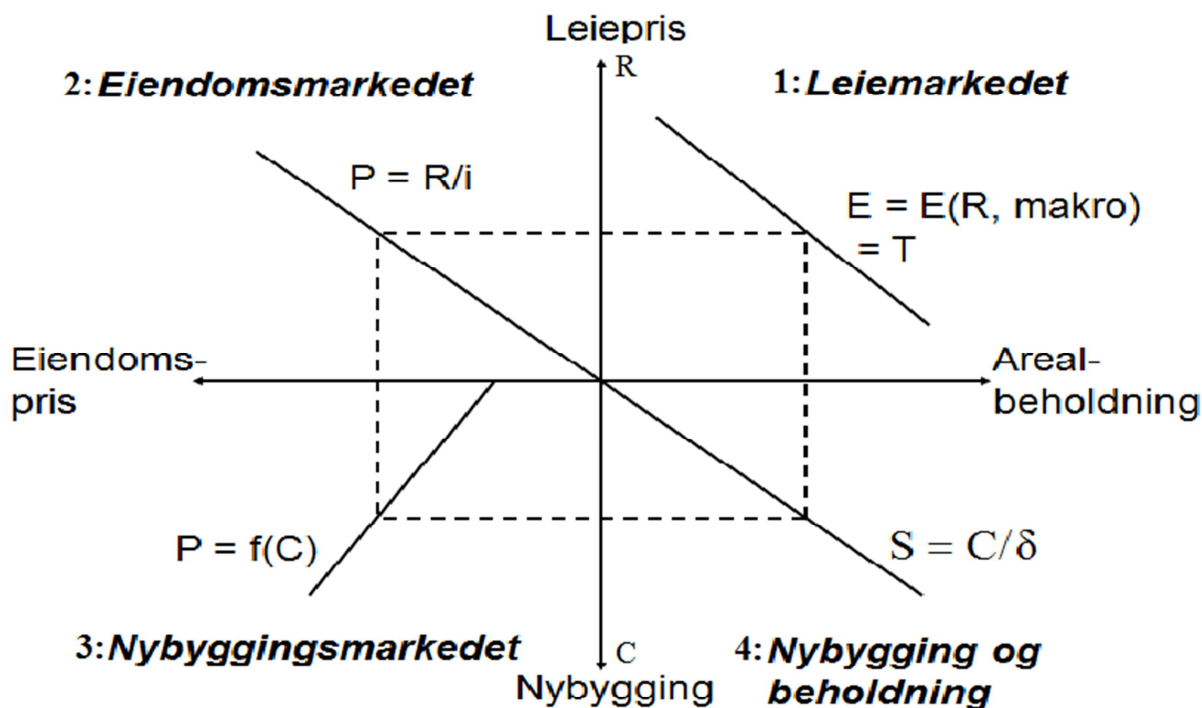 Leiepris
R
2: Eiendomsmarkedet
1: Leiemarkedet
P = R/i
E = E(R, makro)
= T
Eiendoms-
pris
Areal-
beholdning
P = f(C)
S = C/δ
3: Nybyggingsmarkedet
C
Nybygging
4: Nybygging og
beholdning